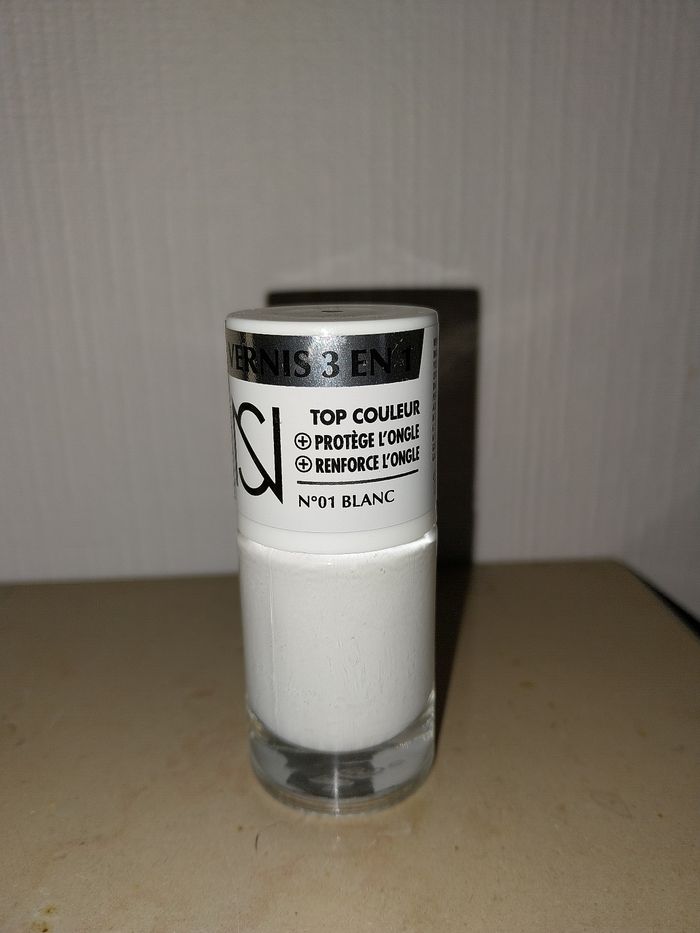 VERNIS 3 EN 1
TOP COULEUR
⊕ PROTÈGE L'ONGLE
⊕ RENFORCE L'ONGLE
N°01 BLANC